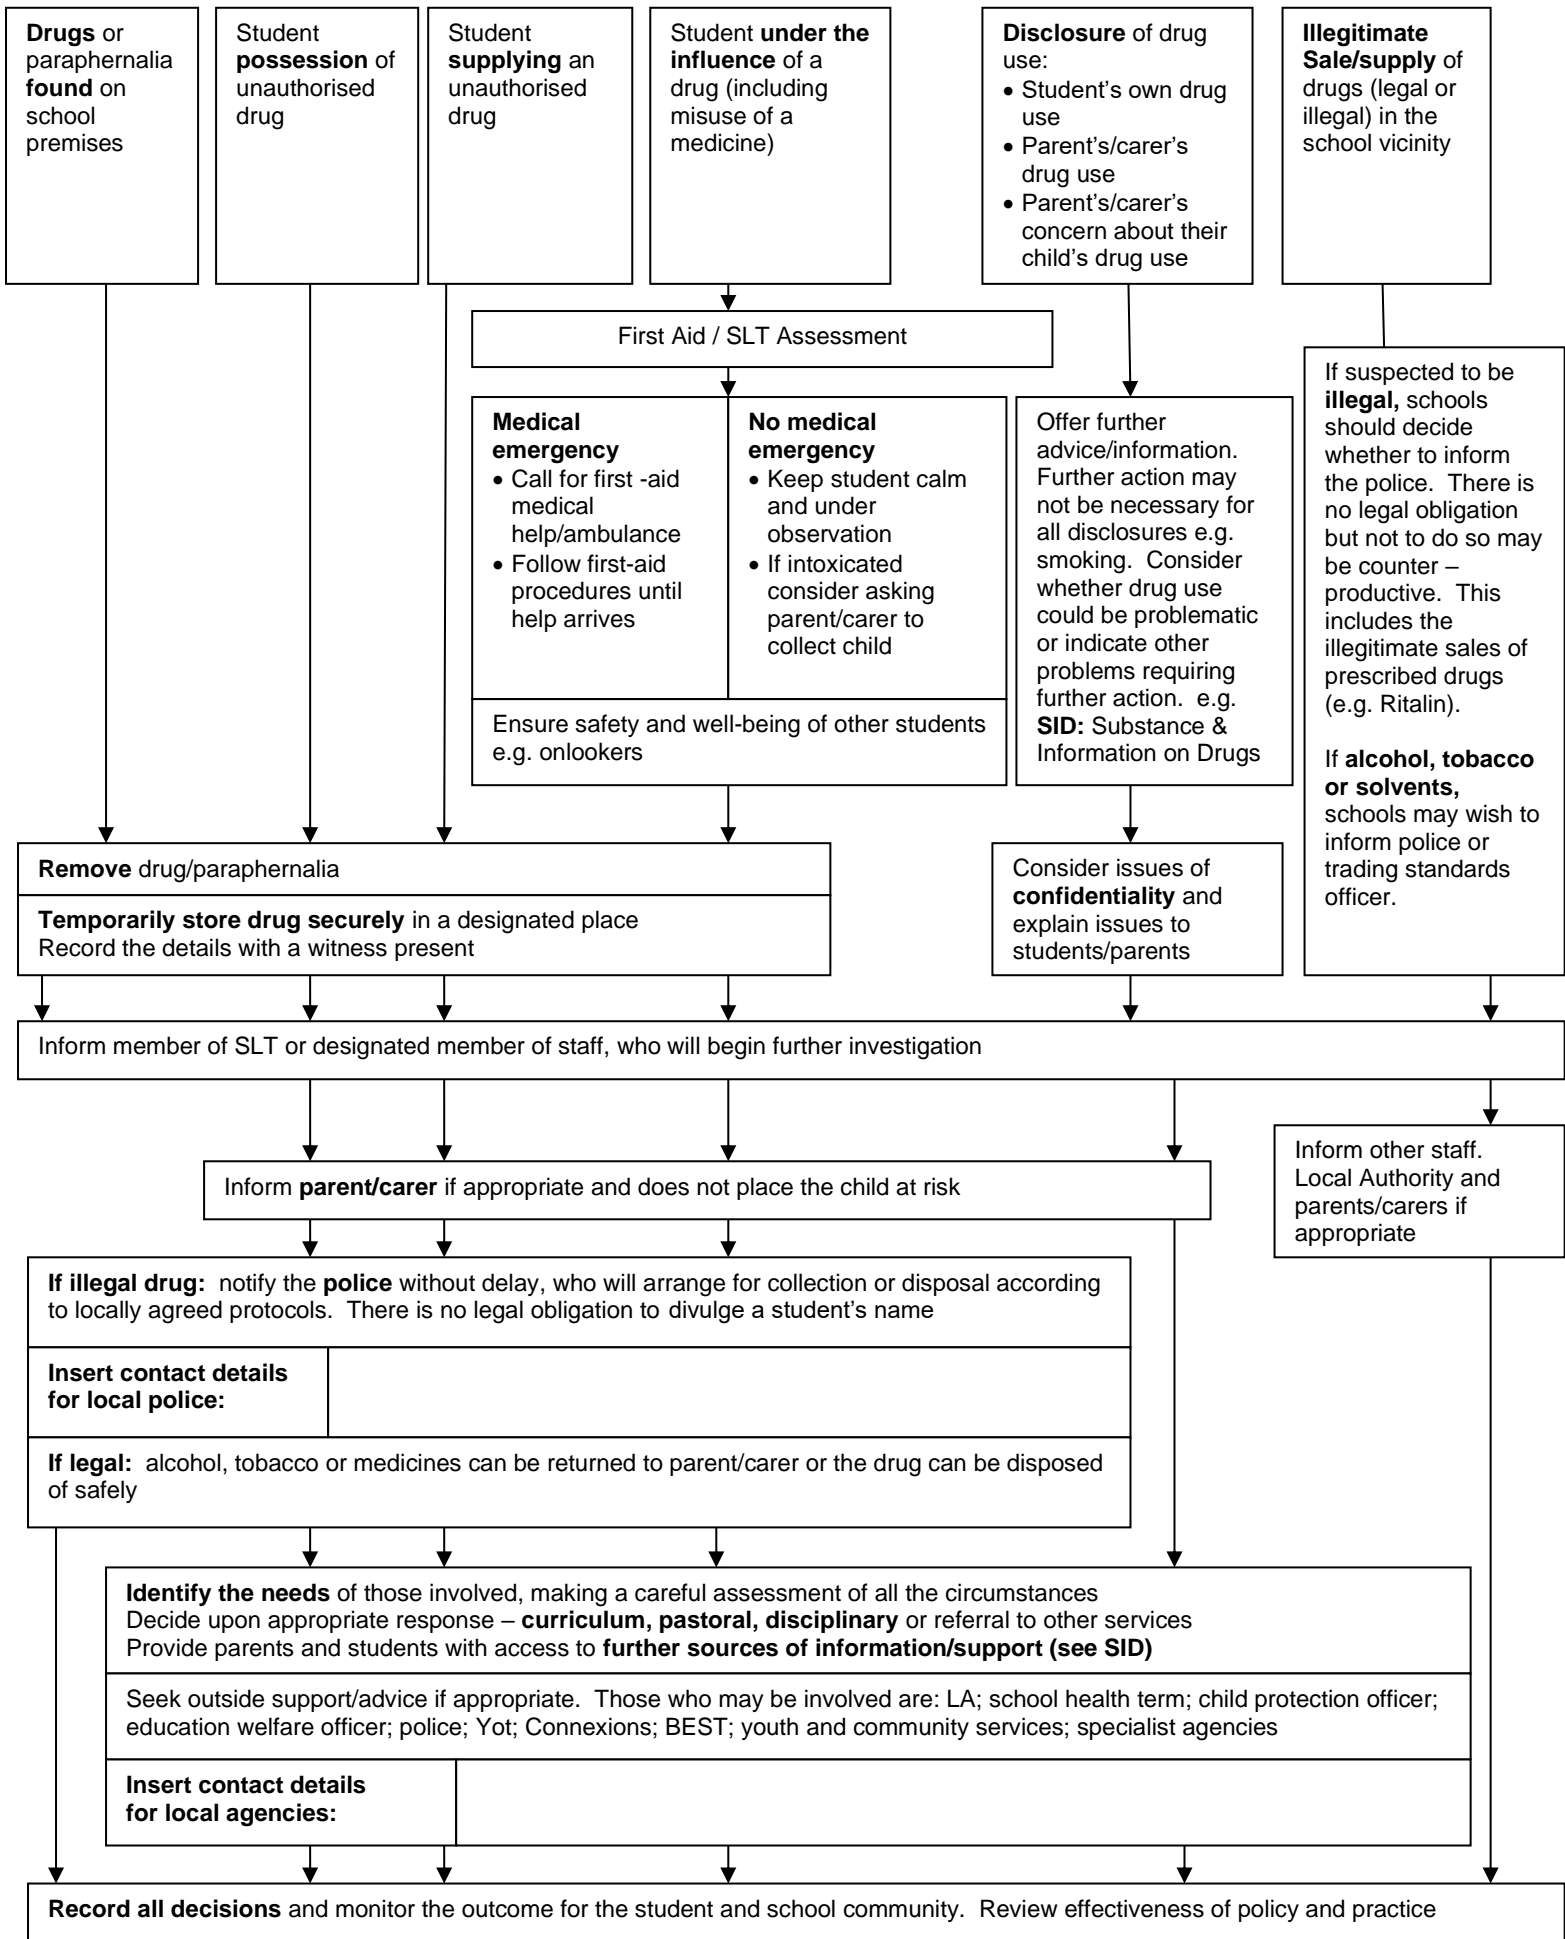 Drugs or
paraphernalia
found on
school
premises
Student
possession of
unauthorised
drug
Student
supplying an
unauthorised
drug
Student under the
influence of a
drug (including
misuse of a
medicine)
Disclosure of drug
use:
• Student's own drug
use
• Parent's/carer's
drug use
• Parent's/carer's
concern about their
child's drug use
Illegitimate
Sale/supply of
drugs (legal or
illegal) in the
school vicinity
First Aid / SLT Assessment
Medical
emergency
• Call for first -aid
medical
help/ambulance
• Follow first-aid
procedures until
help arrives
No medical
emergency
• Keep student calm
and under
observation
• If intoxicated
consider asking
parent/carer to
collect child
Ensure safety and well-being of other students
e.g. onlookers
Offer further
advice/information.
Further action may
not be necessary for
all disclosures e.g.
smoking.  Consider
whether drug use
could be problematic
or indicate other
problems requiring
further action.  e.g.
SID: Substance &
Information on Drugs
If suspected to be
illegal, schools
should decide
whether to inform
the police.  There is
no legal obligation
but not to do so may
be counter –
productive.  This
includes the
illegitimate sales of
prescribed drugs
(e.g. Ritalin).
If alcohol, tobacco
or solvents,
schools may wish to
inform police or
trading standards
officer.
Remove drug/paraphernalia
Temporarily store drug securely in a designated place
Record the details with a witness present
Consider issues of
confidentiality and
explain issues to
students/parents
Inform member of SLT or designated member of staff, who will begin further investigation
Inform parent/carer if appropriate and does not place the child at risk
Inform other staff.
Local Authority and
parents/carers if
appropriate
If illegal drug:  notify the police without delay, who will arrange for collection or disposal according
to locally agreed protocols.  There is no legal obligation to divulge a student's name
Insert contact details
for local police:
If legal:  alcohol, tobacco or medicines can be returned to parent/carer or the drug can be disposed
of safely
Identify the needs of those involved, making a careful assessment of all the circumstances
Decide upon appropriate response – curriculum, pastoral, disciplinary or referral to other services
Provide parents and students with access to further sources of information/support (see SID)
Seek outside support/advice if appropriate.  Those who may be involved are: LA; school health term; child protection officer;
education welfare officer; police; Yot; Connexions; BEST; youth and community services; specialist agencies
Insert contact details
for local agencies:
Record all decisions and monitor the outcome for the student and school community.  Review effectiveness of policy and practice